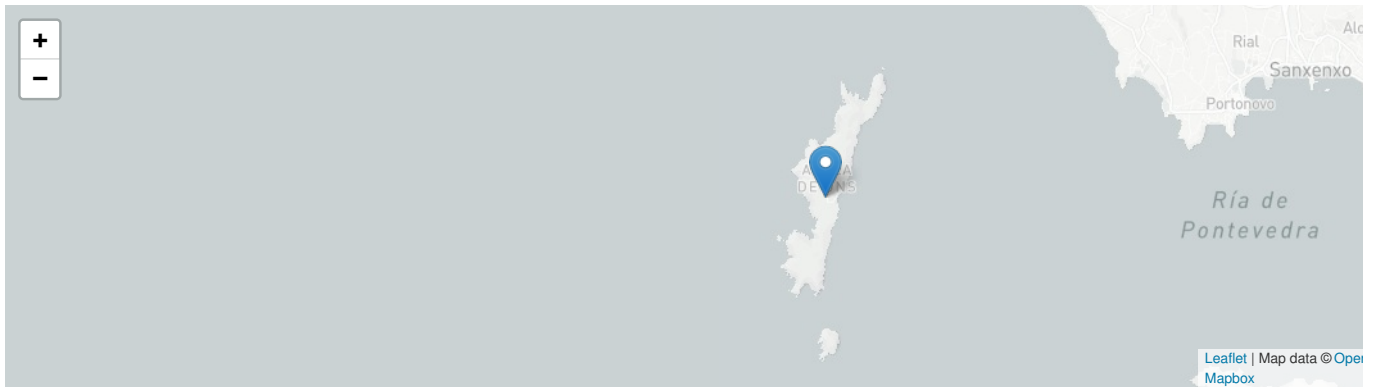 +
−
Rial
Sanxenxo
Portonovo
Ría de
Pontevedra
Leaflet | Map data ©
Mapbox